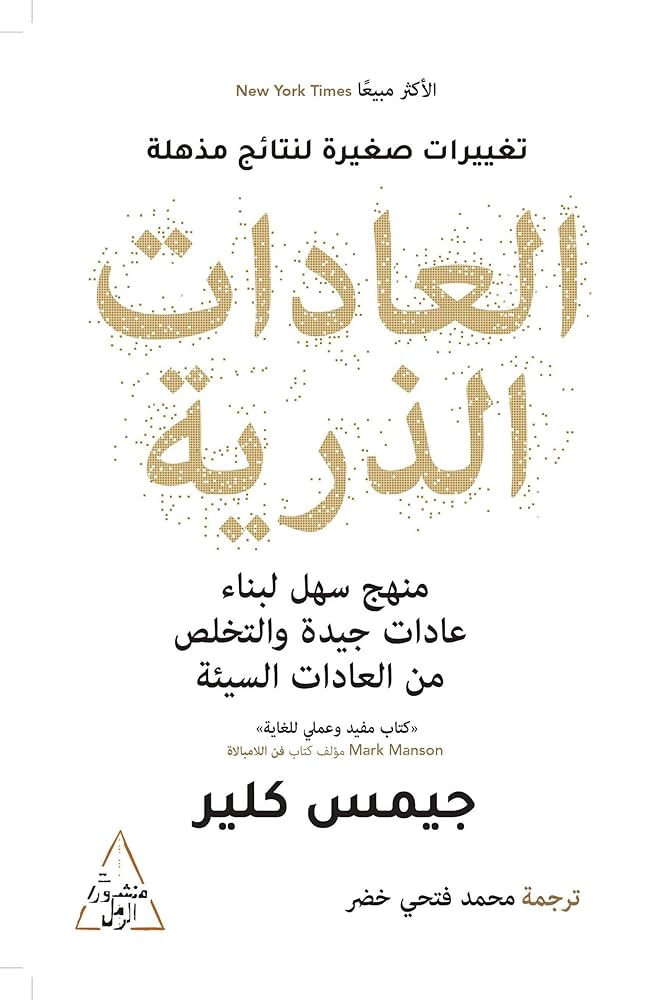 الأكثر مبيعًا New York Times
تغييرات صغيرة لنتائج مذهلة
العادات
الذرية
منهج سهل لبناء
عادات جيدة والتخلص
من العادات السيئة
«كتاب مفيد وعملي للغاية»
Mark Manson مؤلف كتاب فن اللامبالاة
جيمس كلير
ترجمة محمد فتحي خضر
منشورات
الرمل